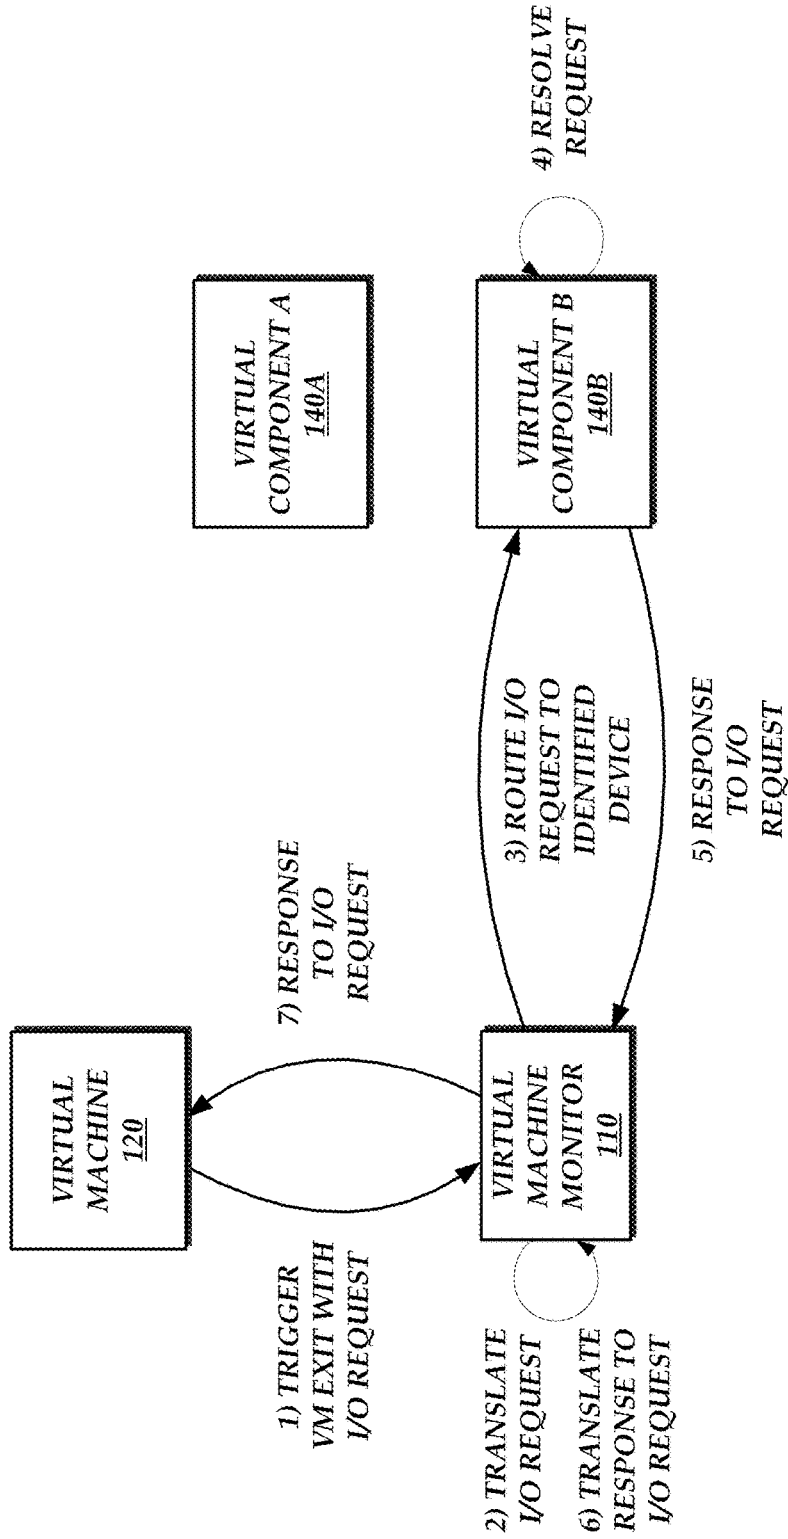 VIRTUAL
MACHINE
120
1) TRIGGER
VM EXIT WITH
I/O REQUEST
7) RESPONSE
TO I/O
REQUEST
VIRTUAL
COMPONENT A
140A
2) TRANSLATE
I/O REQUEST
6) TRANSLATE
RESPONSE TO
I/O REQUEST
VIRTUAL
MACHINE
MONITOR
110
3) ROUTE I/O
REQUEST TO
IDENTIFIED
DEVICE
5) RESPONSE
TO I/O
REQUEST
VIRTUAL
COMPONENT B
140B
4) RESOLVE
REQUEST